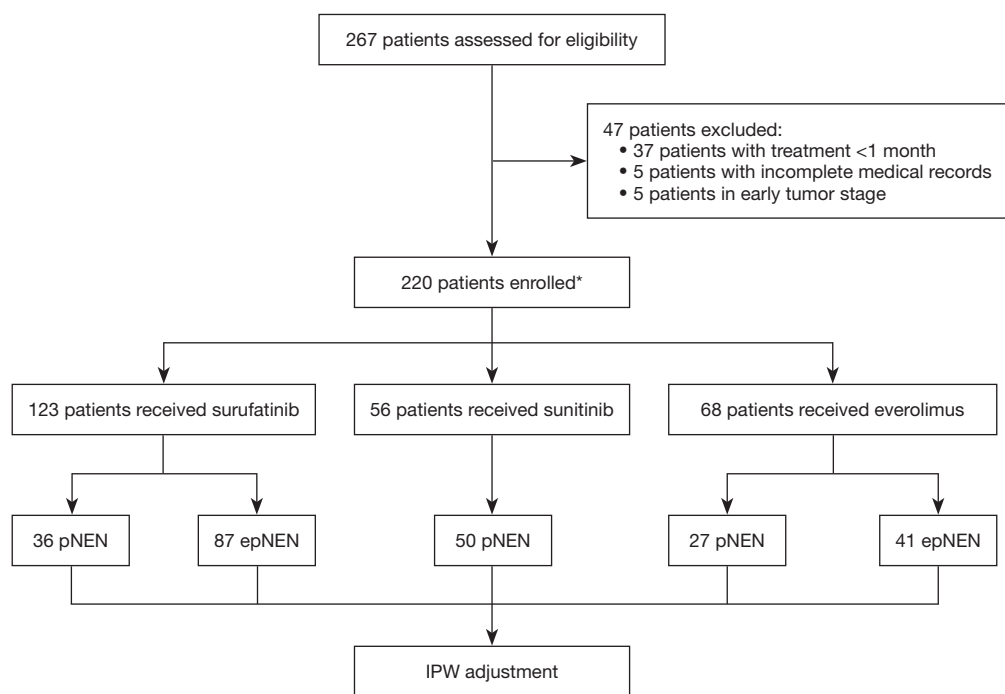 267 patients assessed for eligibility
47 patients excluded:
• 37 patients with treatment <1 month
• 5 patients with incomplete medical records
• 5 patients in early tumor stage
220 patients enrolled*
123 patients received surufatinib
56 patients received sunitinib
68 patients received everolimus
36 pNEN
87 epNEN
50 pNEN
27 pNEN
41 epNEN
IPW adjustment